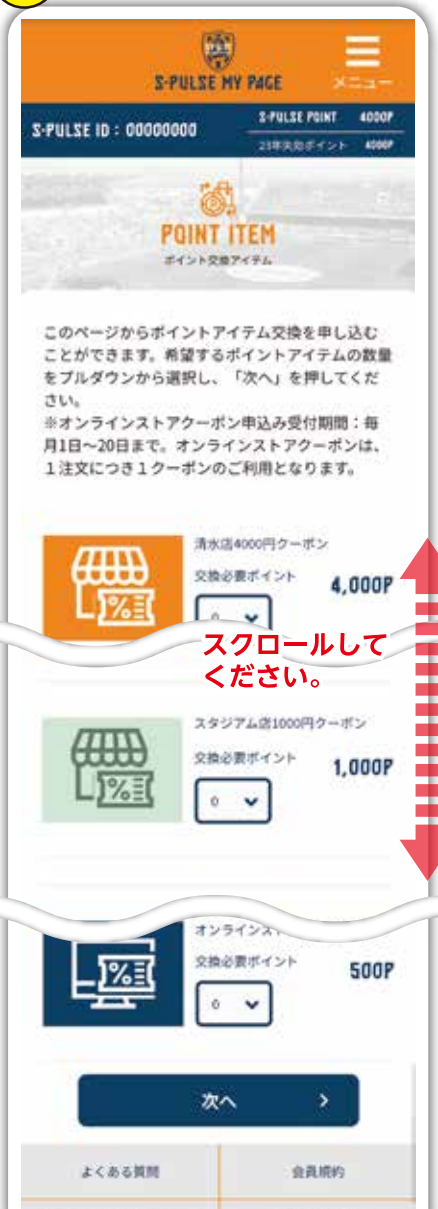 S-PULSE MY PAGE
メニュー
S-PULSE ID : 00000000
S-PULSE POINT 4000P
23年失効ポイント 4000P
POINT ITEM
ポイント交換アイテム
このページからポイントアイテム交換を申し込む
ことができます。希望するポイントアイテムの数量
をプルダウンから選択し、「次へ」を押してくだ
さい。
※オンラインストアクーポン申込み受付期間：毎
月1日～20日まで。オンラインストアクーポンは、
１注文につき１クーポンのご利用となります。
清水店4000円クーポン
交換必要ポイント
4,000P
0
スクロールして
ください。
スタジアム店1000円クーポン
交換必要ポイント
1,000P
0
オンラインス
交換必要ポイント
500P
0
次へ
よくある質問
会員規約